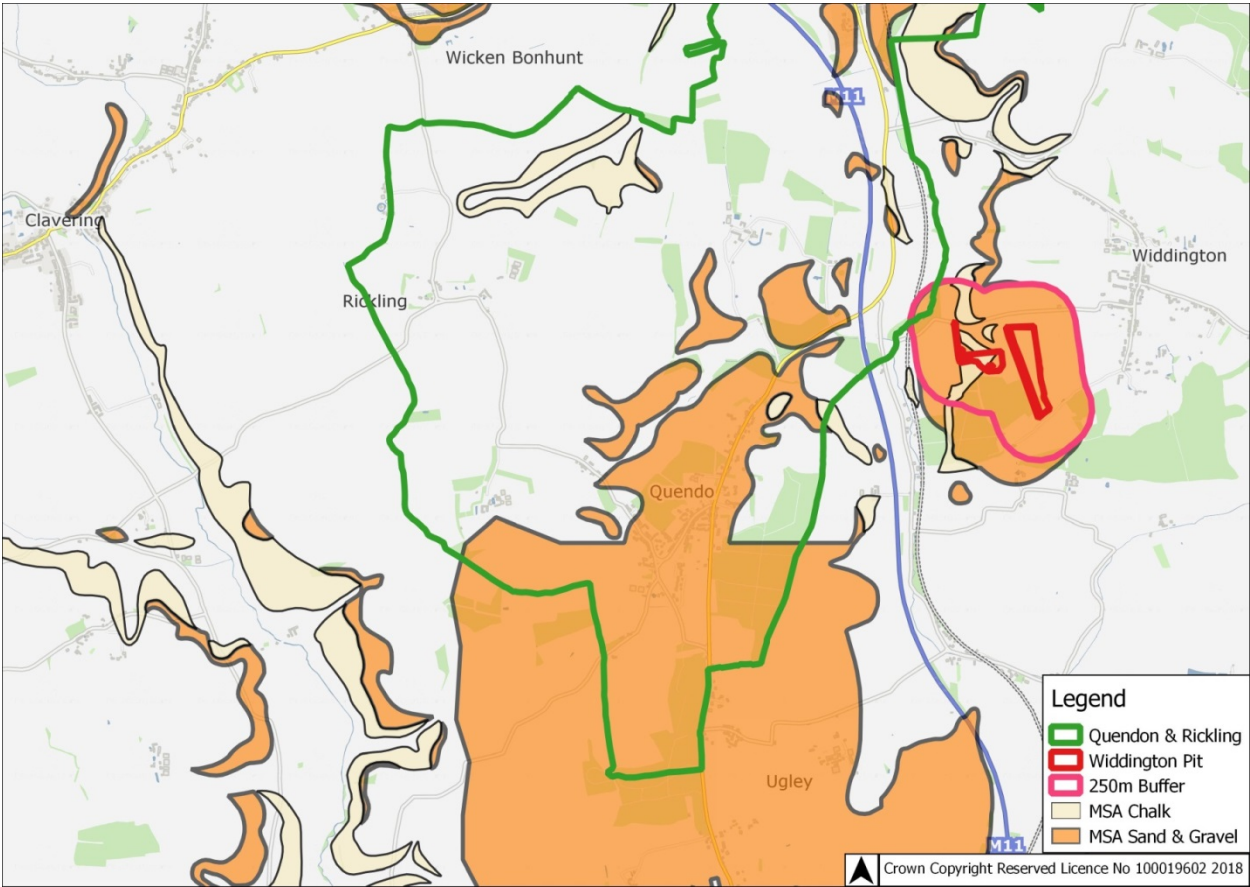 Wicken Bonhunt
M11
Clavering
Widdington
Rickling
Quendo
Ugley
Legend
Quendon & Rickling
Widdington Pit
250m Buffer
MSA Chalk
MSA Sand & Gravel
M11
Crown Copyright Reserved Licence No 100019602 2018